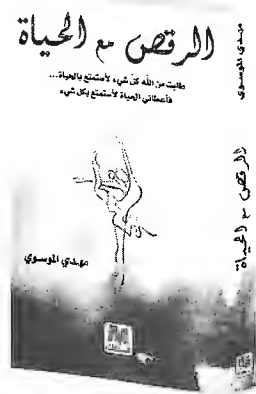 الرقص مع الحياة
طلبت من الله كل شيء لأستمتع بالحياة...
فأعطاني الحياة لأستمتع بكل شيء
مهدي الموسوي
مهدي الموسوي
الرقص مع الحياة